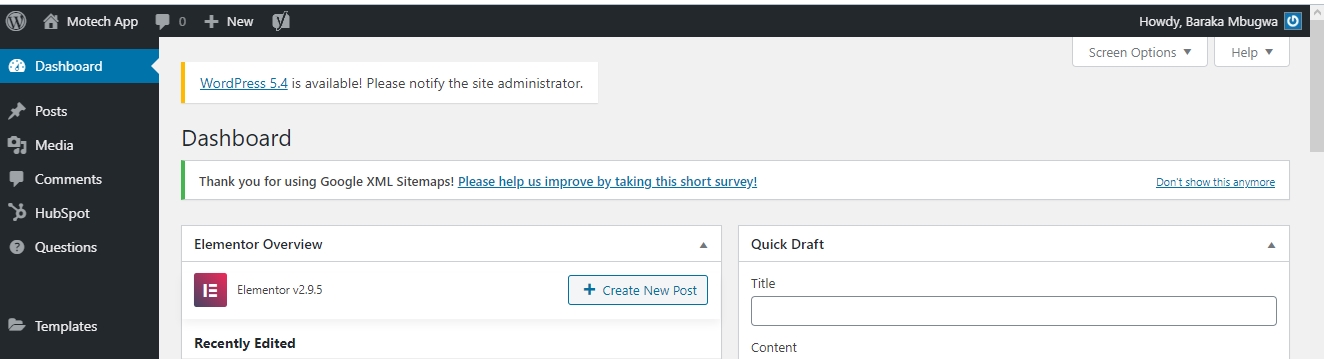 Motech App 0 New Howdy, Baraka Mbugwa
Dashboard
Posts
Media
Comments
HubSpot
Questions
Templates
Screen Options Help
WordPress 5.4 is available! Please notify the site administrator.
Dashboard
Thank you for using Google XML Sitemaps! Please help us improve by taking this short survey! Don't show this anymore
Elementor Overview
Elementor v2.9.5 Create New Post
Recently Edited
Quick Draft
Title
Content